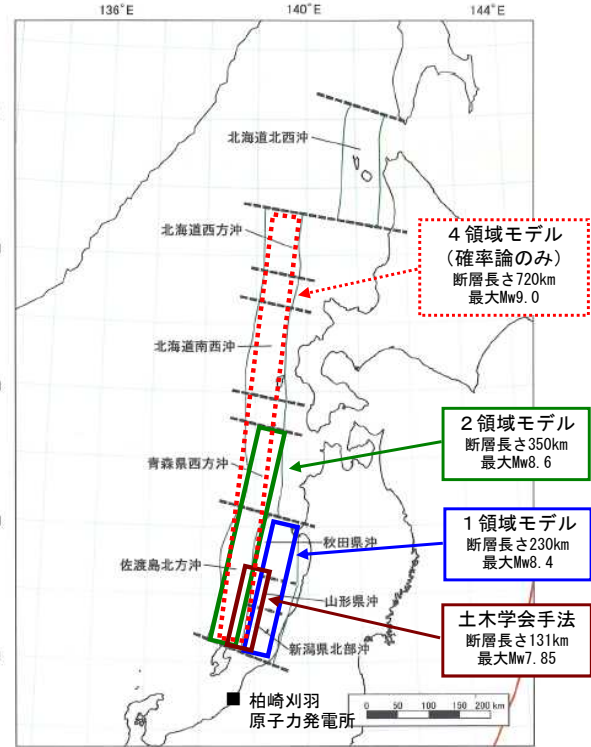 136°E
140°E
144°E
北海道北西沖
北海道西方沖
4領域モデル
(確率論のみ)
断層長さ720km
最大Mw9.0
北海道南西沖
2領域モデル
断層長さ350km
最大Mw8.6
青森県西方沖
1領域モデル
断層長さ230km
最大Mw8.4
秋田県沖
佐渡島北方沖
山形県沖
土木学会手法
断層長さ131km
最大Mw7.85
新潟県北部沖
柏崎刈羽
原子力発電所
0 50 100 150 200 km